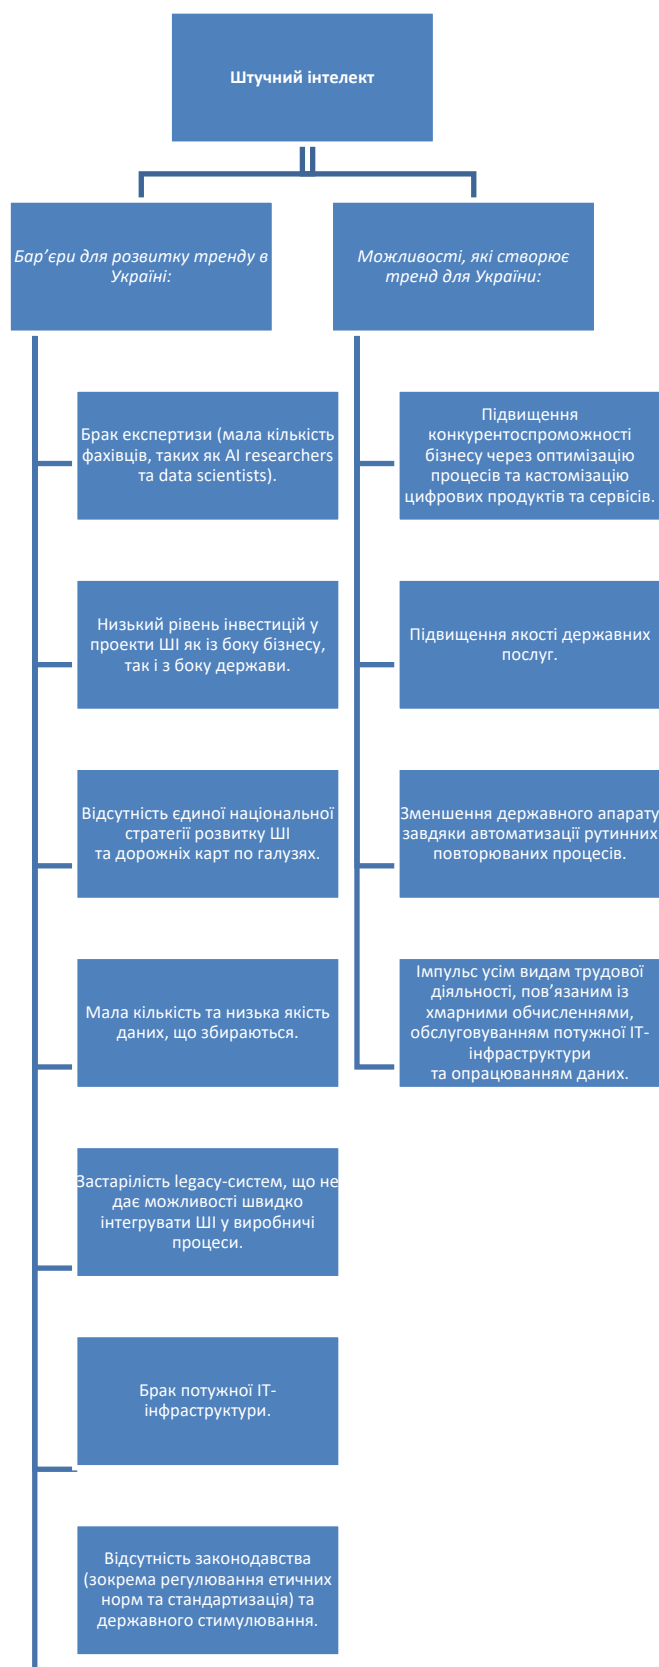 Штучний інтелект
Бар’єри для розвитку тренду в
Україні:
Брак експертизи (мала кількість
фахівців, таких як AI researchers
та data scientists).
Низький рівень інвестицій у
проекти ШІ як із боку бізнесу,
так і з боку держави.
Відсутність єдиної національної
стратегії розвитку ШІ
та дорожніх карт по галузях.
Мала кількість та низька якість
даних, що збираються.
Застарілість legacy-систем, що не
дає можливості швидко
інтегрувати ШІ у виробничі
процеси.
Брак потужної ІТ-
інфраструктури.
Відсутність законодавства
(зокрема регулювання етичних
норм та стандартизація) та
державного стимулювання.
Можливості, які створює
тренд для України:
Підвищення
конкурентоспроможності
бізнесу через оптимізацію
процесів та кастомізацію
цифрових продуктів та сервісів.
Підвищення якості державних
послуг.
Зменшення державного апарату
завдяки автоматизації рутинних
повторюваних процесів.
Імпульс усім видам трудової
діяльності, пов’язаним із
хмарними обчисленнями,
обслуговуванням потужної ІТ-
інфраструктури
та опрацюванням даних.